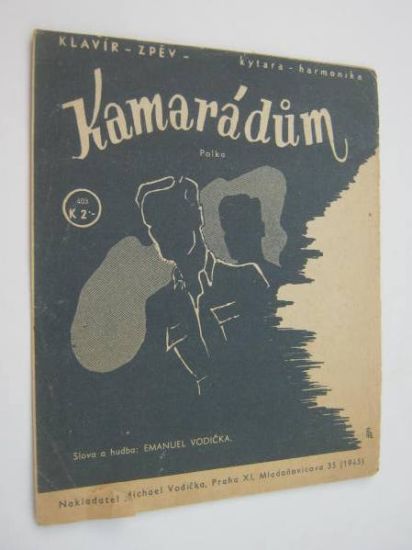 KLAVÍR - ZPĚV - kytara - harmonika
Kamarádům
Polka
403
K 2·-
Slova a hudba: EMANUEL VODIČKA.
Nakladatel Michael Vodička, Praha XI, Mladoňovicova 35 (1945)